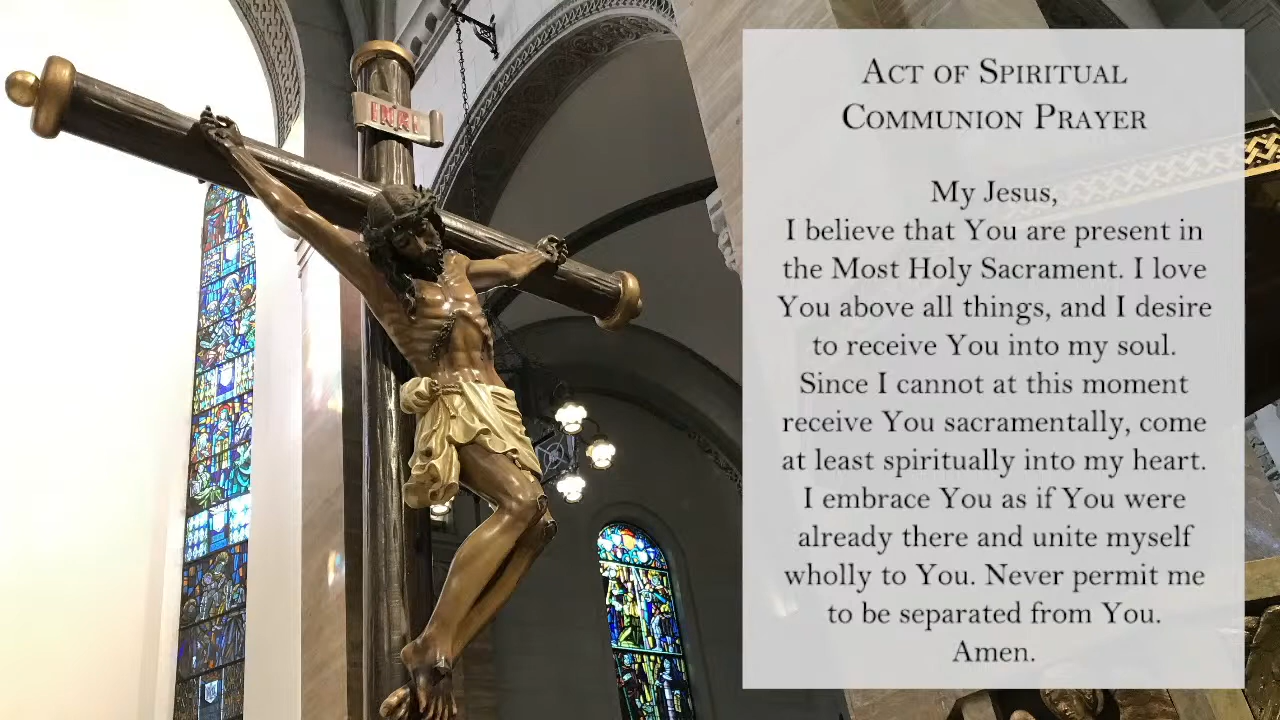 INRI
ACT OF SPIRITUAL
COMMUNION PRAYER
My Jesus,
I believe that You are present in
the Most Holy Sacrament. I love
You above all things, and I desire
to receive You into my soul.
Since I cannot at this moment
receive You sacramentally, come
at least spiritually into my heart.
I embrace You as if You were
already there and unite myself
wholly to You. Never permit me
to be separated from You.
Amen.